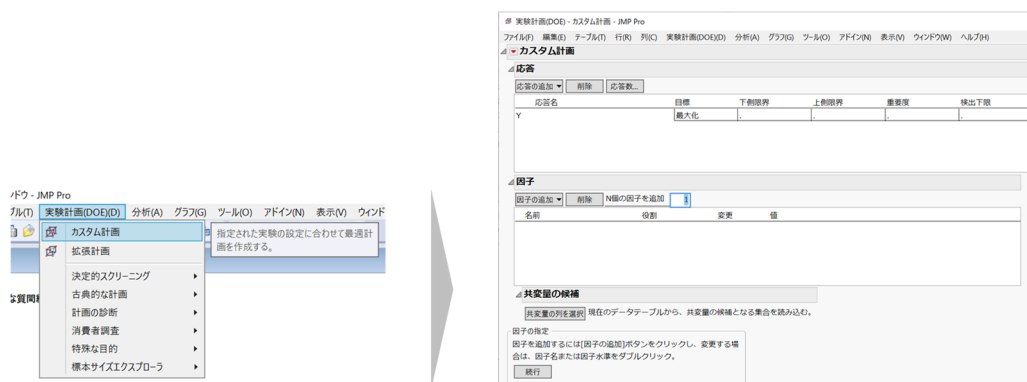 ンドウ - JMP Pro
ブル(T) 実験計画(DOE)(D) 分析(A) グラフ(G) ツール(O) アドイン(N) 表示(V) ウィンド
カスタム計画
指定された実験の設定に合わせて最適計
画を作成する。
拡張計画
決定的スクリーニング
古典的な計画
計画の診断
消費者調査
特殊な目的
標本サイズエクスプローラ
な質問
実験計画(DOE) - カスタム計画 - JMP Pro
ファイル(F) 編集(E) テーブル(T) 行(R) 列(C) 実験計画(DOE)(D) 分析(A) グラフ(G) ツール(O) アドイン(N) 表示(V) ウィンドウ(W) ヘルプ(H)
カスタム計画
応答
応答の追加 削除 応答数...
応答名 目標 下側限界 上側限界 重要度 検出下限
Y 最大化 . . . .
因子
因子の追加 削除 N個の因子を追加 1
名前 役割 変更 値
共変量の候補
共変量の列を選択 現在のデータテーブルから、共変量の候補となる集合を読み込む。
因子の指定
因子を追加するには[因子の追加]ボタンをクリックし、変更する場
合は、因子名または因子水準をダブルクリック。
続行